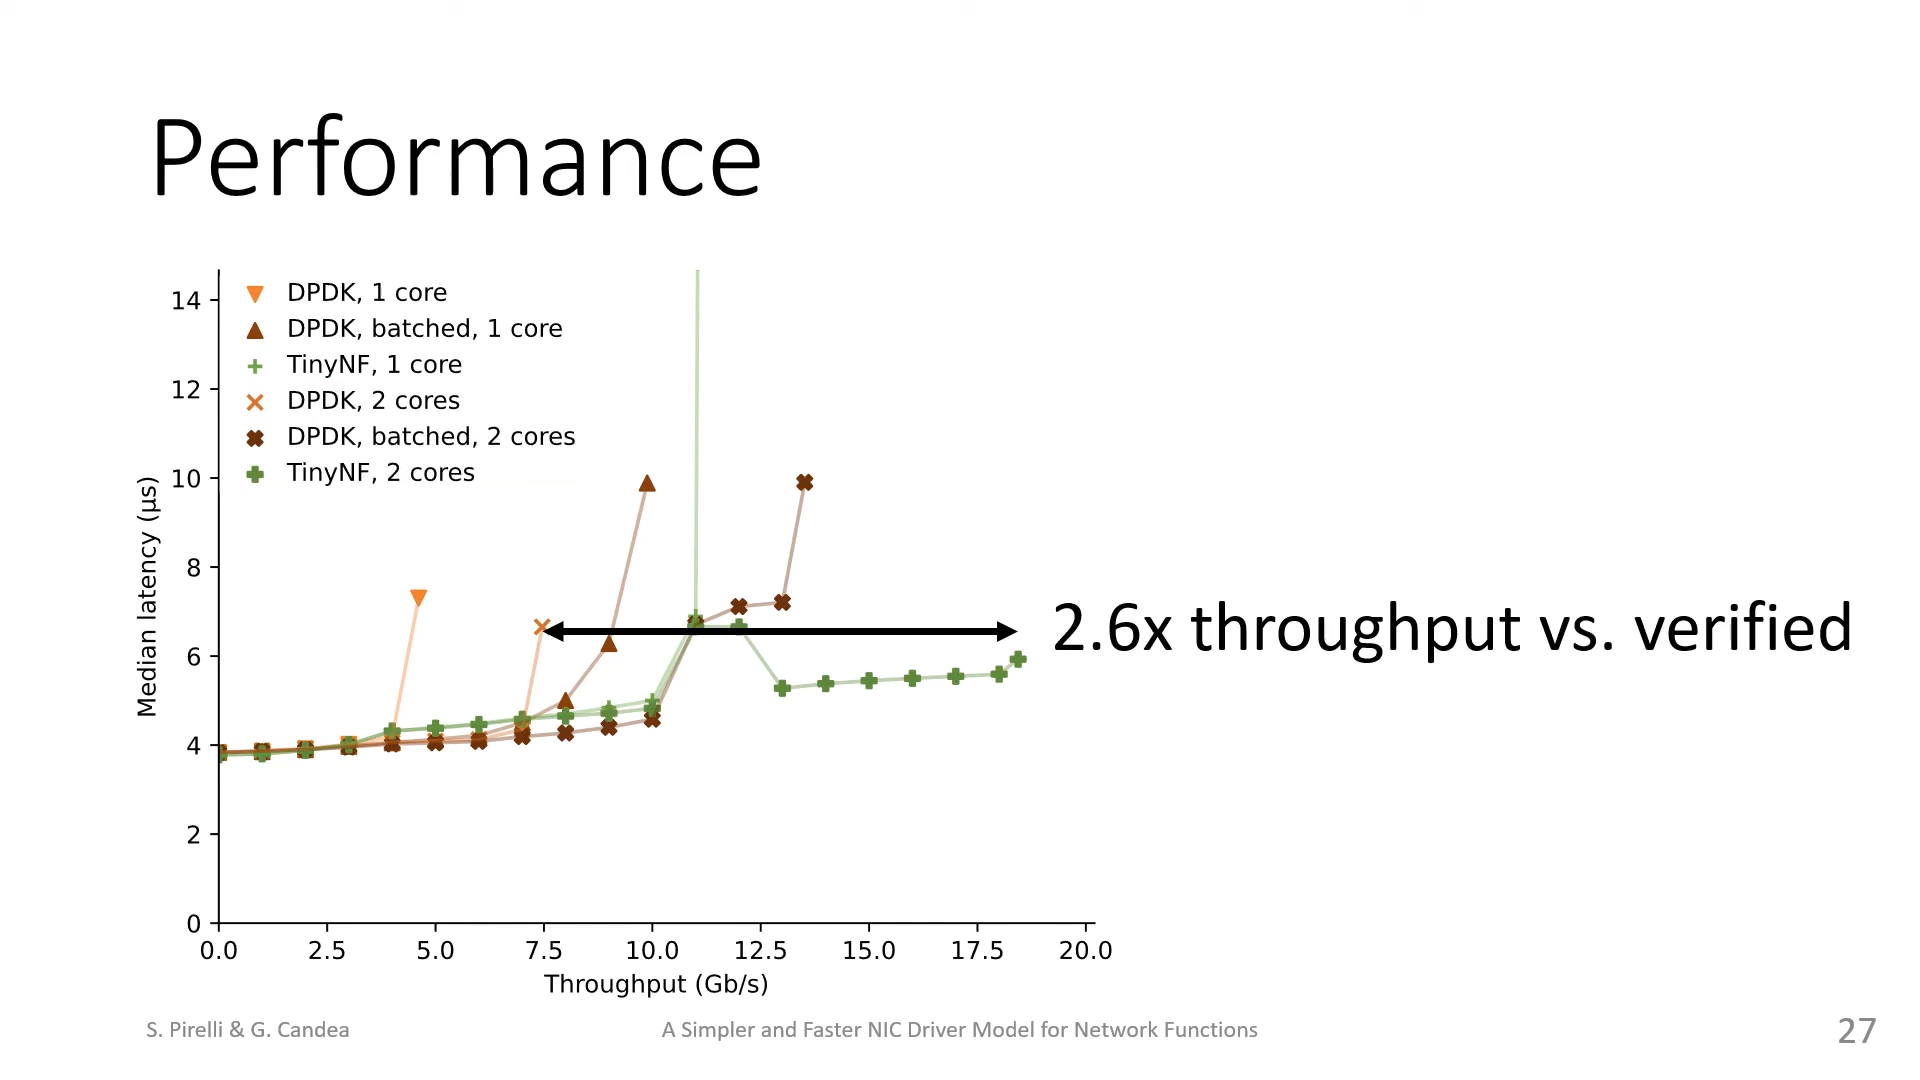 Performance
DPDK, 1 core
DPDK, batched, 1 core
TinyNF, 1 core
DPDK, 2 cores
DPDK, batched, 2 cores
TinyNF, 2 cores
14
12
10
8
6
4
2
0
Median latency (µs)
0.0 2.5 5.0 7.5 10.0 12.5 15.0 17.5 20.0
Throughput (Gb/s)
2.6x throughput vs. verified
S. Pirelli & G. Candea
A Simpler and Faster NIC Driver Model for Network Functions
27